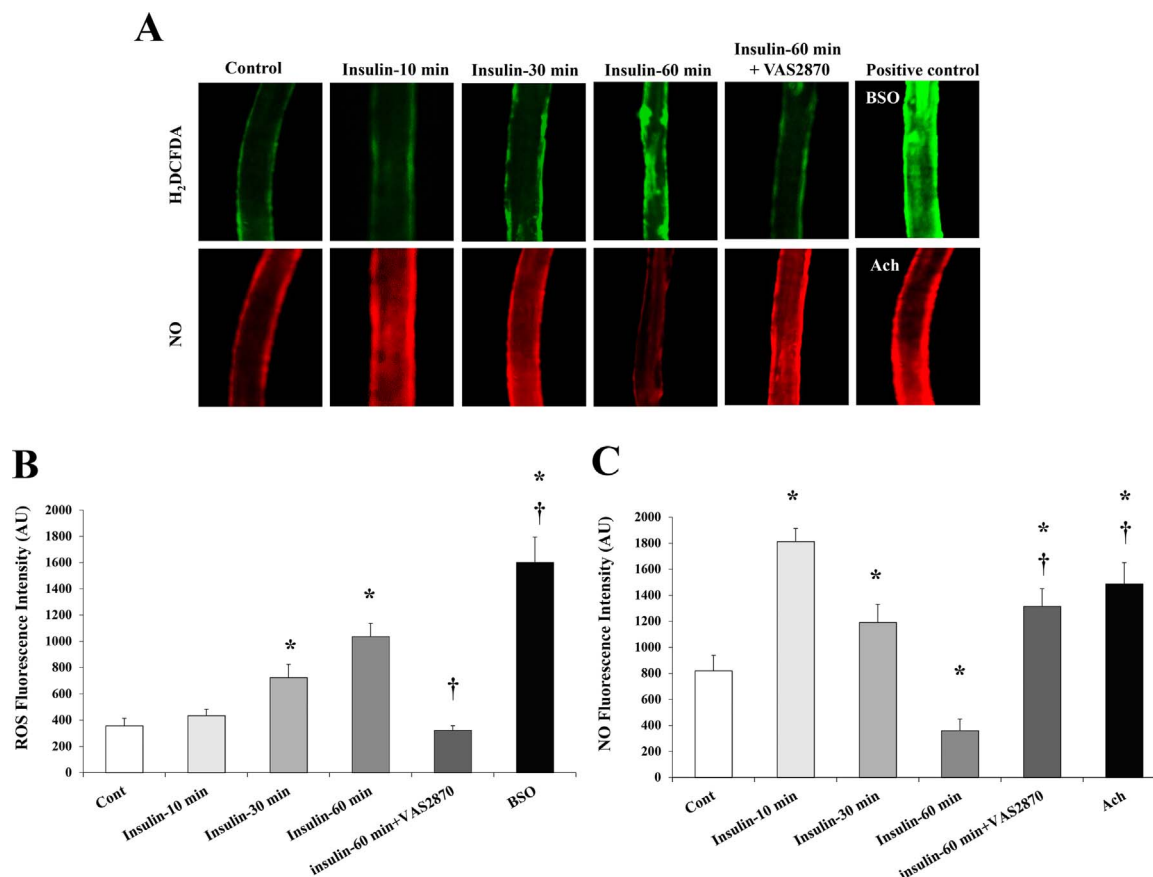 A
Control
Insulin-10 min
Insulin-30 min
Insulin-60 min
Insulin-60 min
+ VAS2870
Positive control
H₂DCFDA
BSO
NO
Ach
B
ROS Fluorescence Intensity (AU)
2000
1800
1600
1400
1200
1000
800
600
400
200
0
*
*
†
*
†
Cont
Insulin-10 min
Insulin-30 min
Insulin-60 min
insulin-60 min+VAS2870
BSO
C
NO Fluorescence Intensity (AU)
2000
1800
1600
1400
1200
1000
800
600
400
200
0
*
*
*
*
†
*
†
Cont
Insulin-10 min
Insulin-30 min
Insulin-60 min
insulin-60 min+VAS2870
Ach